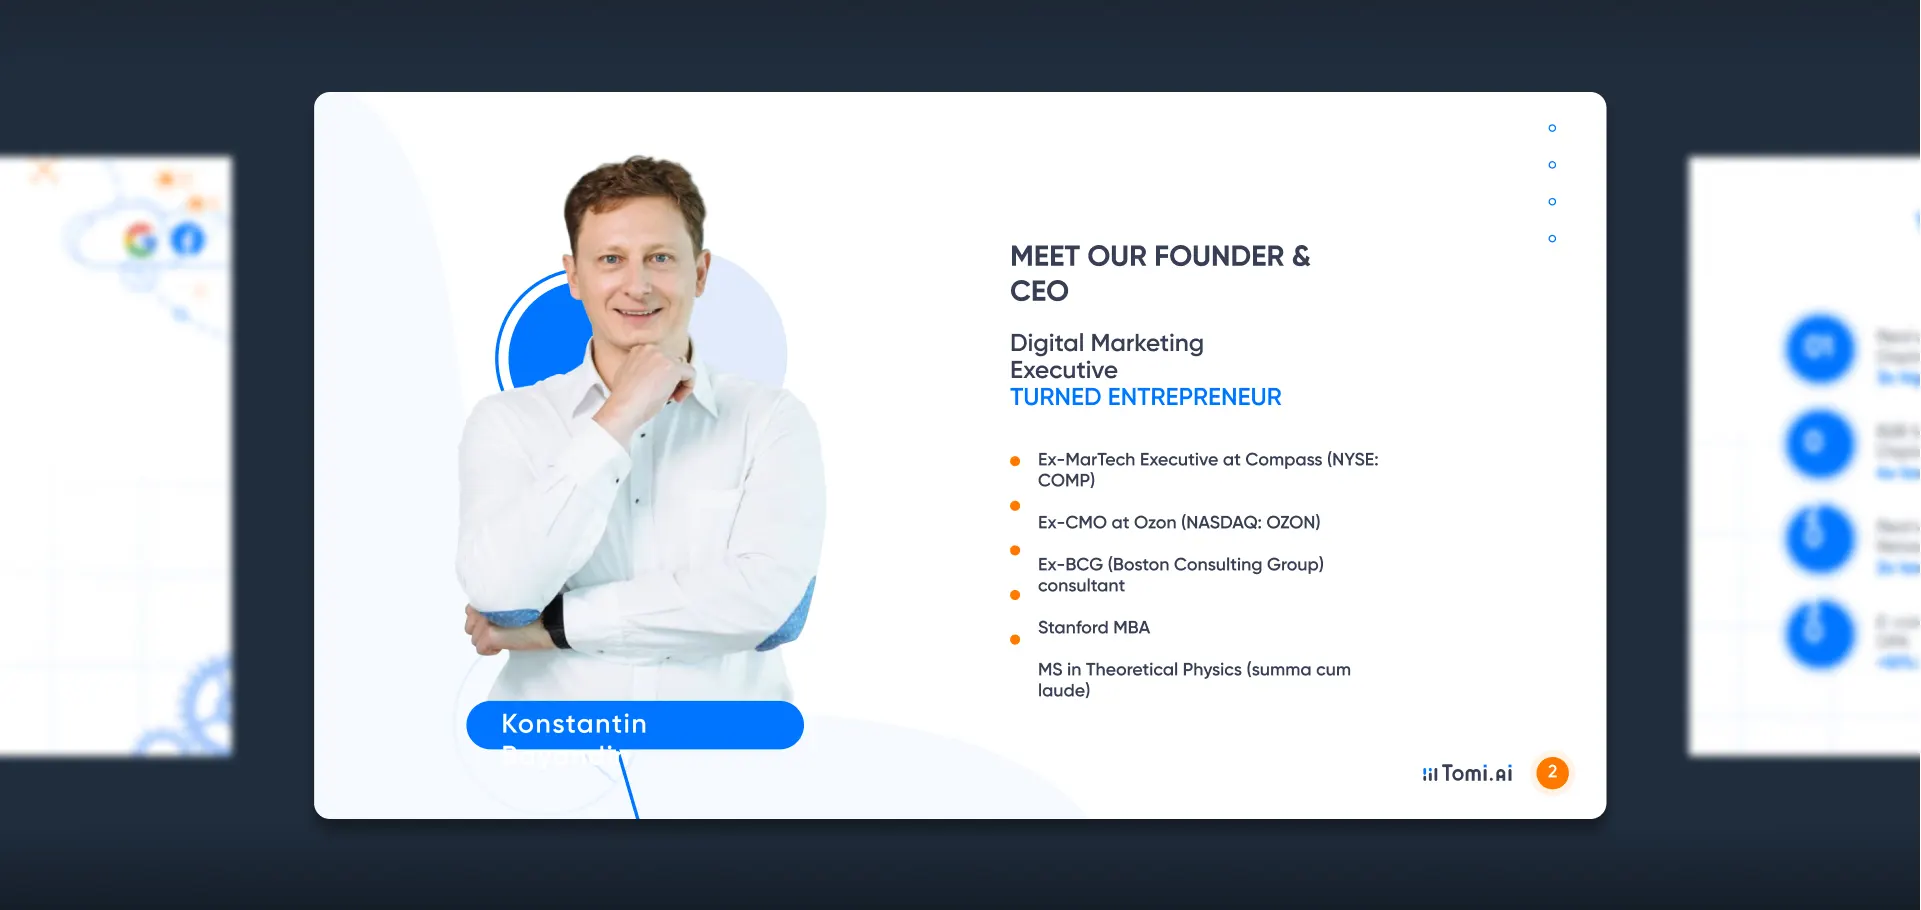 MEET OUR FOUNDER &
CEO
Digital Marketing
Executive
TURNED ENTREPRENEUR
Ex-MarTech Executive at Compass (NYSE:
COMP)
Ex-CMO at Ozon (NASDAQ: OZON)
Ex-BCG (Boston Consulting Group)
consultant
Stanford MBA
MS in Theoretical Physics (summa cum
laude)
Konstantin
Tomi.ai
2
01